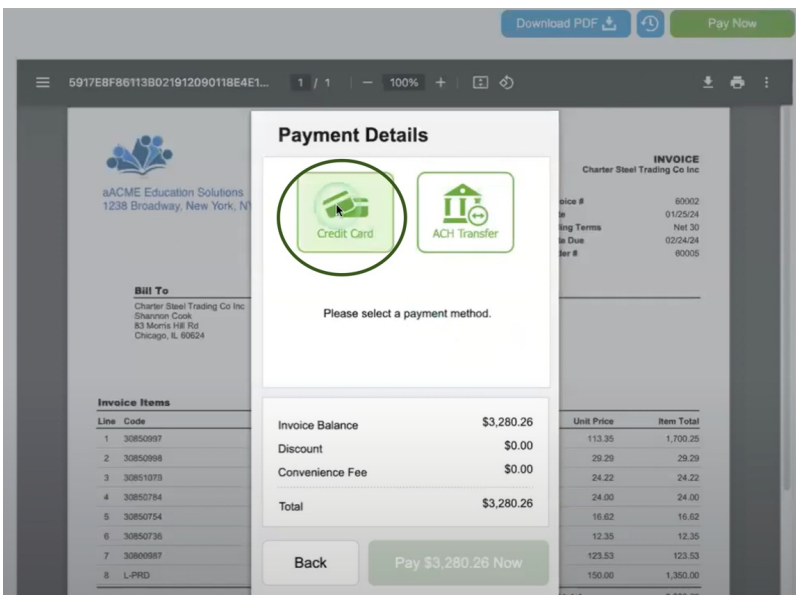 Download PDF
Pay Now
5917E8F86113B021912090118E4E1... 1 / 1 100%
Payment Details
Credit Card
ACH Transfer
Please select a payment method.
Invoice Balance $3,280.26
Discount $0.00
Convenience Fee $0.00
Total $3,280.26
Back
Pay $3,280.26 Now
aACME Education Solutions
1238 Broadway, New York, NY
INVOICE
Charter Steel Trading Co Inc
oice # 60002
01/25/24
ing Terms Net 30
e Due 02/24/24
der # 60005
Bill To
Charter Steel Trading Co Inc
Shannon Cook
83 Morris Hill Rd
Chicago, IL 60624
Invoice Items
Line Code Unit Price Item Total
1 30850997 113.35 1,700.25
2 30850998 29.29 29.29
3 30851073 24.22 24.22
4 30850784 24.00 24.00
5 30850754 16.62 16.62
6 30850736 12.35 12.35
7 30800987 123.53 123.53
8 L-PRD 150.00 1,350.00